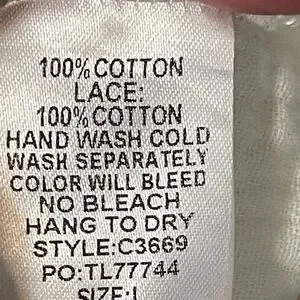 100% COTTON
LACE:
100% COTTON
HAND WASH COLD
WASH SEPARATELY
COLOR WILL BLEED
NO BLEACH
HANG TO DRY
STYLE:C3669
PO:TL77744
SIZE:L